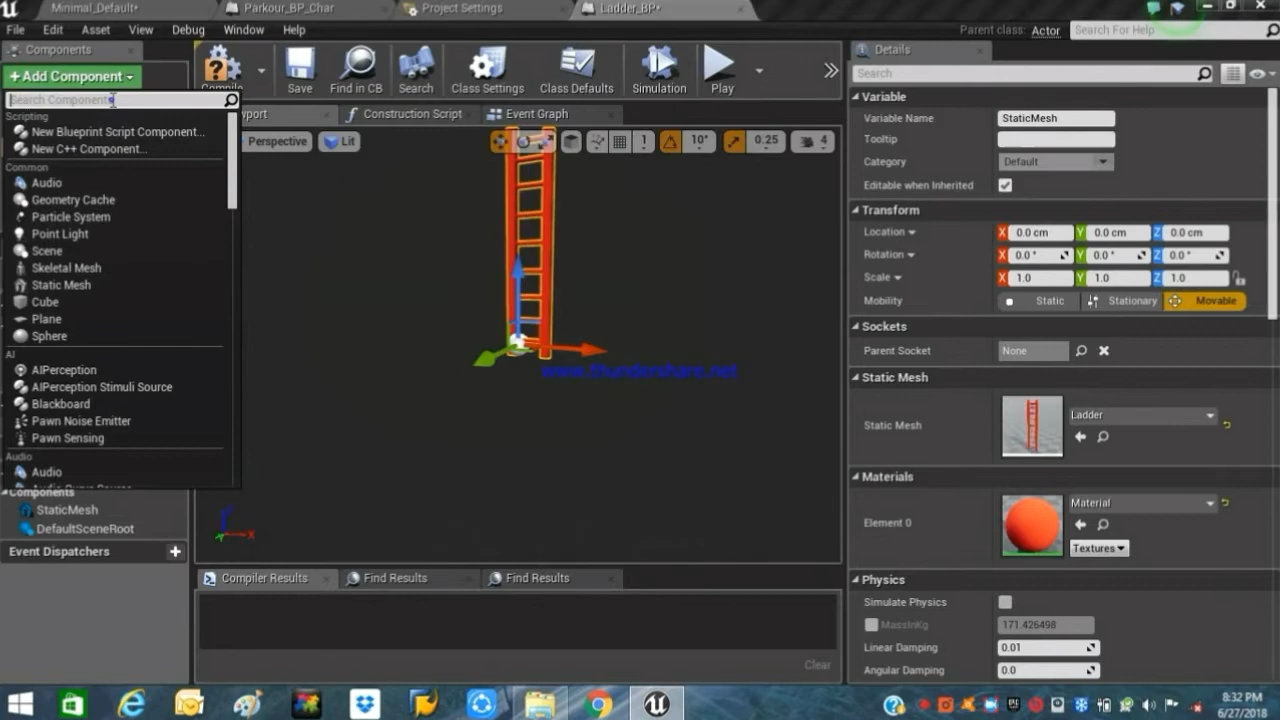 Minimal_Default*
Parkour_BP_Char
Project Settings
Ladder_BP*
File Edit Asset View Debug Window Help
Parent class: Actor
Search For Help
Components
+Add Component
Search Components
Scripting
New Blueprint Script Component...
New C++ Component...
Common
Audio
Geometry Cache
Particle System
Point Light
Scene
Skeletal Mesh
Static Mesh
Cube
Plane
Sphere
AI
AIPerception
AIPerception Stimuli Source
Blackboard
Pawn Noise Emitter
Pawn Sensing
Audio
Audio
Components
StaticMesh
DefaultSceneRoot
Event Dispatchers
Compile
Save
Find in CB
Search
Class Settings
Class Defaults
Simulation
Play
Construction Script
Event Graph
Perspective
Lit
1
10°
0.25
4
www.thundershare.net
X
Compiler Results
Find Results
Find Results
Clear
Details
Search
Variable
Variable Name StaticMesh
Tooltip
Category Default
Editable when Inherited
Transform
Location X 0.0 cm Y 0.0 cm Z 0.0 cm
Rotation X 0.0 ° Y 0.0 ° Z 0.0 °
Scale X 1.0 Y 1.0 Z 1.0
Mobility Static Stationary Movable
Sockets
Parent Socket None
Static Mesh
Static Mesh Ladder
Materials
Element 0 Material
Textures
Physics
Simulate Physics
MassInKg 171.426498
Linear Damping 0.01
Angular Damping 0.0
8:32 PM
6/27/2018